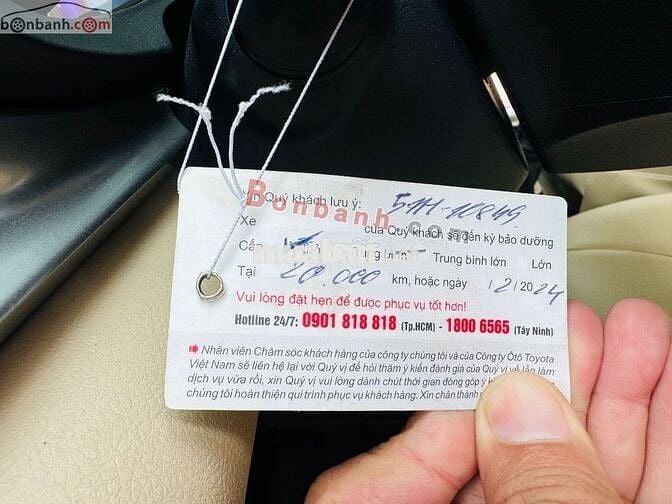 bonbanh.com
Xin Quý khách lưu ý: 51H-10849
Bonbanh.com
Xe của Quý khách sẽ đến kỳ bảo dưỡng
Cấp Trung bình lớn Lớn
Tại 20.000 km, hoặc ngày / 2 / 2024
Vui lòng đặt hẹn để được phục vụ tốt hơn!
Hotline 24/7: 0901 818 818 (Tp.HCM) - 1800 6565 (Tây Ninh)
Nhân viên Chăm sóc khách hàng của công ty chúng tôi và của Công ty Ôtô Toyota
Việt Nam sẽ liên hệ lại với Quý vị để hỏi thăm ý kiến đánh giá của Quý vị về lần làm
dịch vụ vừa rồi, xin Quý vị vui lòng dành chút thời gian đóng góp ý
chúng tôi hoàn thiện qui trình phục vụ khách hàng. Xin chân thành